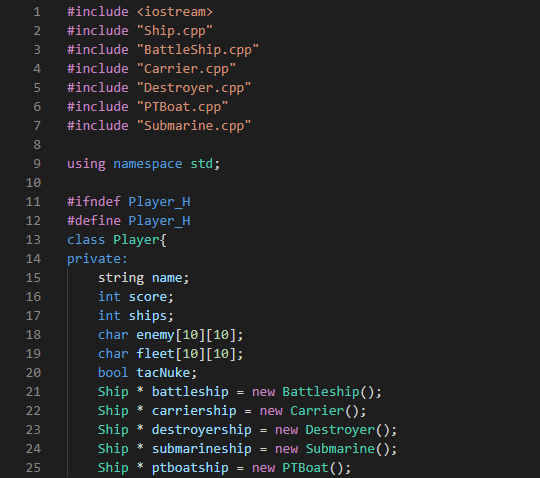 1 #include <iostream>
2 #include "Ship.cpp"
3 #include "BattleShip.cpp"
4 #include "Carrier.cpp"
5 #include "Destroyer.cpp"
6 #include "PTBoat.cpp"
7 #include "Submarine.cpp"
8
9 using namespace std;
10
11 #ifndef Player_H
12 #define Player_H
13 class Player{
14 private:
15     string name;
16     int score;
17     int ships;
18     char enemy[10][10];
19     char fleet[10][10];
20     bool tacNuke;
21     Ship * battleship = new Battleship();
22     Ship * carriership = new Carrier();
23     Ship * destroyership = new Destroyer();
24     Ship * submarineship = new Submarine();
25     Ship * ptboatship = new PTBoat();